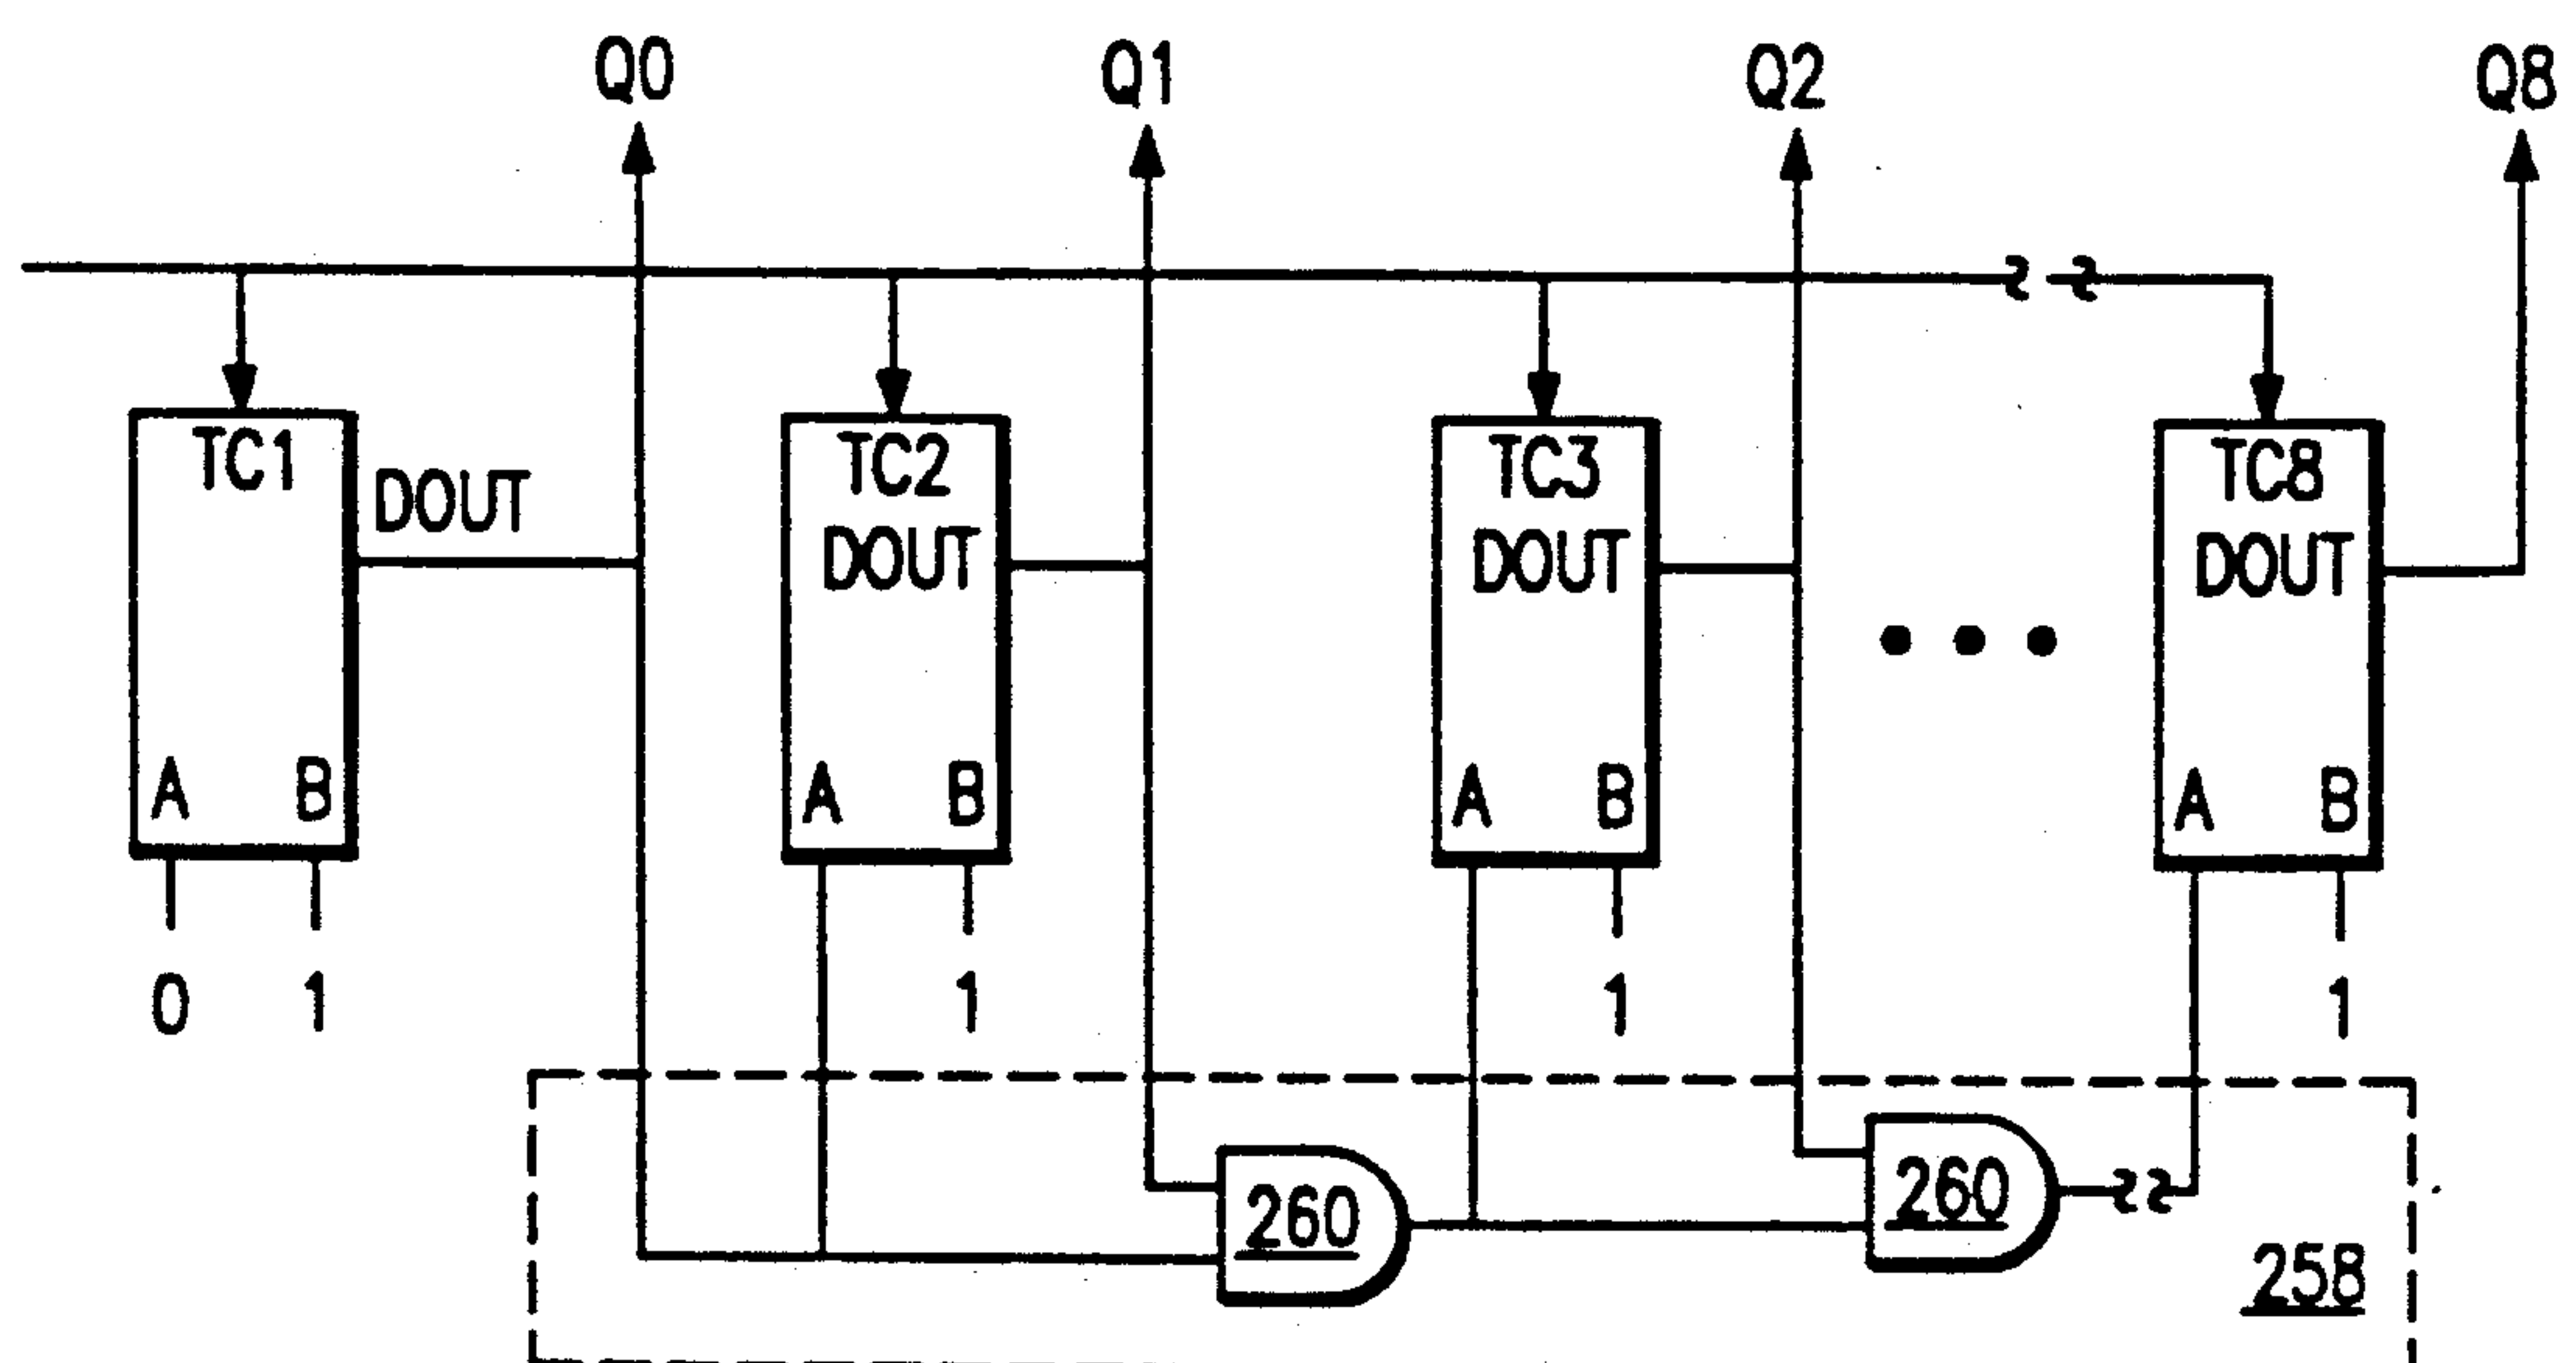 Q0 Q1 Q2 Q8
TC1 TC2 TC3 TC8
DOUT DOUT DOUT DOUT
A B A B A B A B
0 1 1 1 1
260 260
258